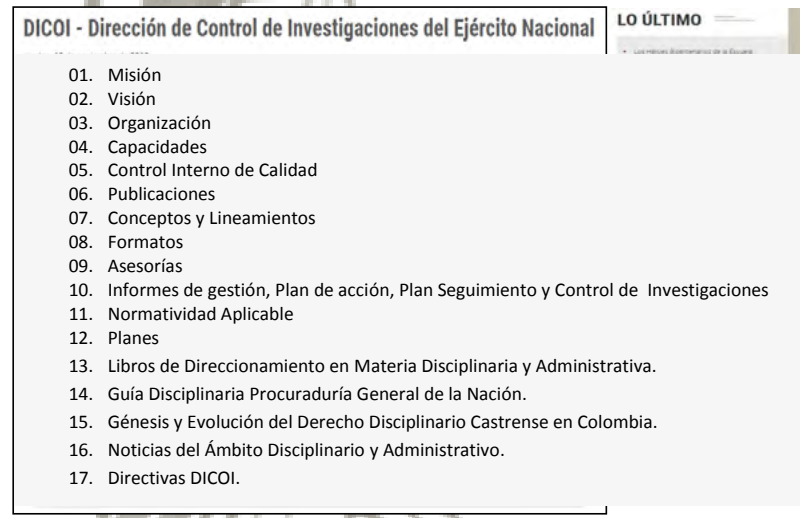 DICOI - Dirección de Control de Investigaciones del Ejército Nacional
LO ÚLTIMO
01. Misión
02. Visión
03. Organización
04. Capacidades
05. Control Interno de Calidad
06. Publicaciones
07. Conceptos y Lineamientos
08. Formatos
09. Asesorías
10. Informes de gestión, Plan de acción, Plan Seguimiento y Control de Investigaciones
11. Normatividad Aplicable
12. Planes
13. Libros de Direccionamiento en Materia Disciplinaria y Administrativa.
14. Guía Disciplinaria Procuraduría General de la Nación.
15. Génesis y Evolución del Derecho Disciplinario Castrense en Colombia.
16. Noticias del Ámbito Disciplinario y Administrativo.
17. Directivas DICOI.